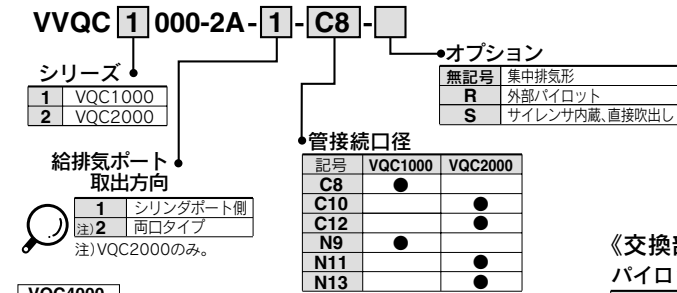 VVQC 1 000-2A- 1 - C8 -
オプション
無記号 集中排気形
R 外部パイロット
S サイレンサ内蔵、直接吹出し
シリーズ
1 VQC1000
2 VQC2000
管接続口径
記号 VQC1000 VQC2000
C8 ●
C10 ●
C12 ●
N9 ●
N11 ●
N13 ●
給排気ポート
取出方向
1 シリンダポート側
注)2 両口タイプ
注)VQC2000のみ。
《交換部
パイロ
VQC4000